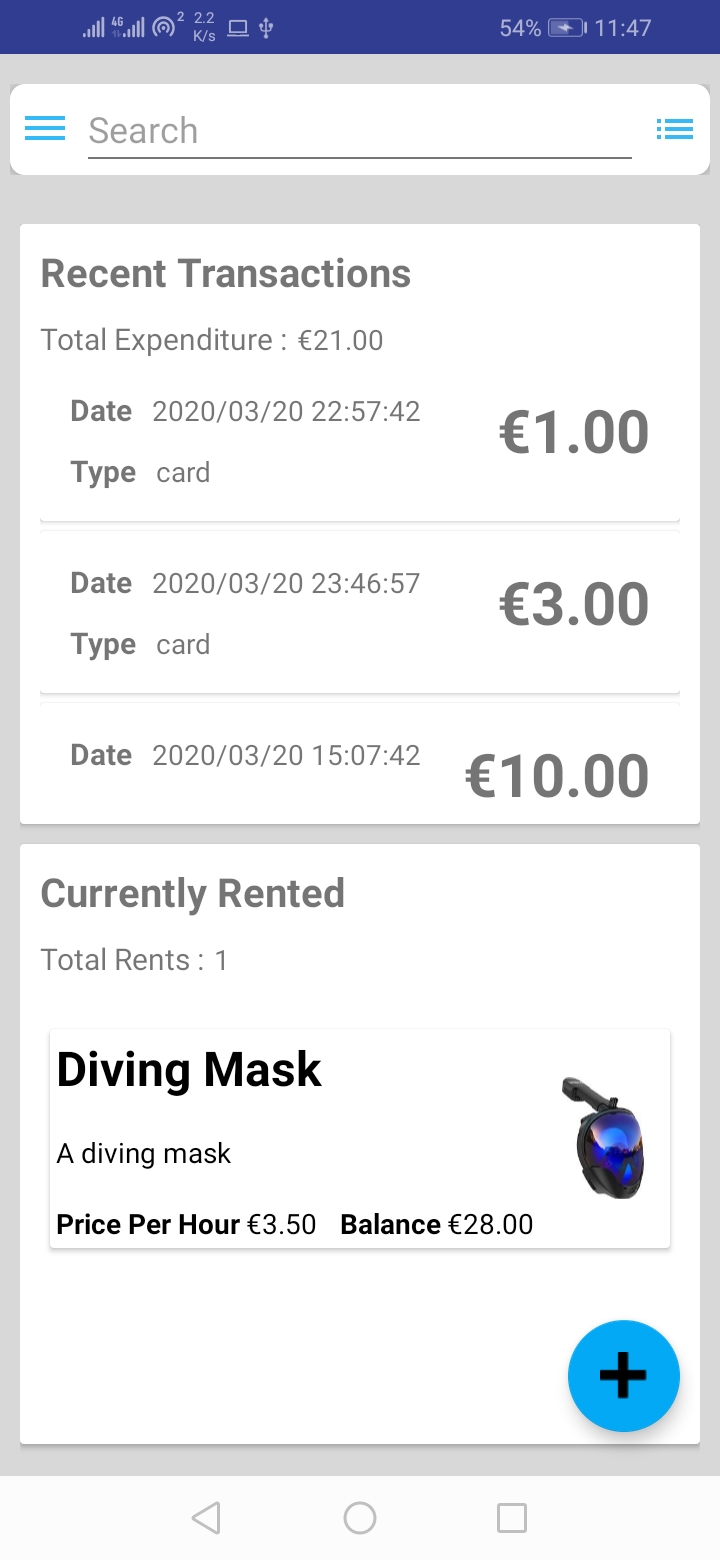 4G 2 2.2 K/s 54% 11:47
Search
Recent Transactions
Total Expenditure : €21.00
Date 2020/03/20 22:57:42 €1.00
Type card
Date 2020/03/20 23:46:57 €3.00
Type card
Date 2020/03/20 15:07:42 €10.00
Currently Rented
Total Rents : 1
Diving Mask
A diving mask
Price Per Hour €3.50 Balance €28.00